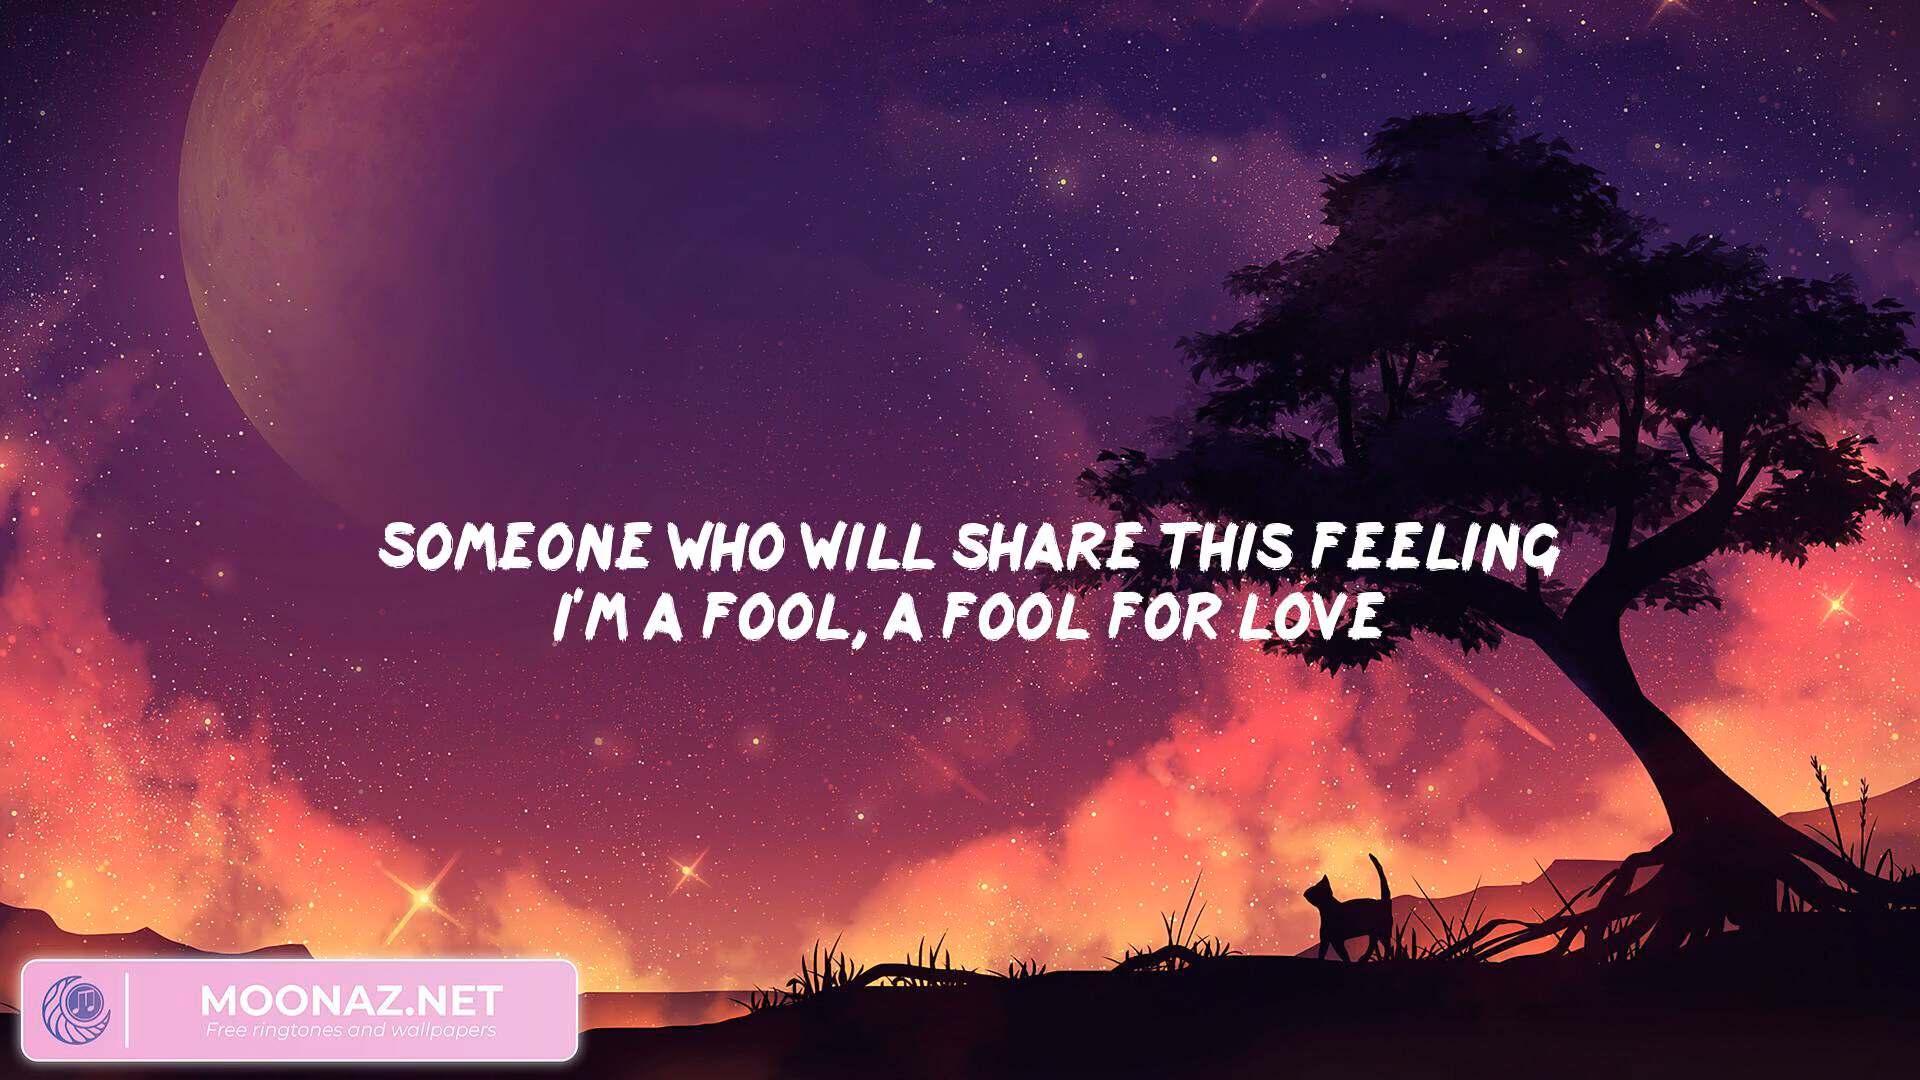 SOMEONE WHO WILL SHARE THIS FEELING
I'M A FOOL, A FOOL FOR LOVE
MOONAZ.NET
Free ringtones and wallpapers